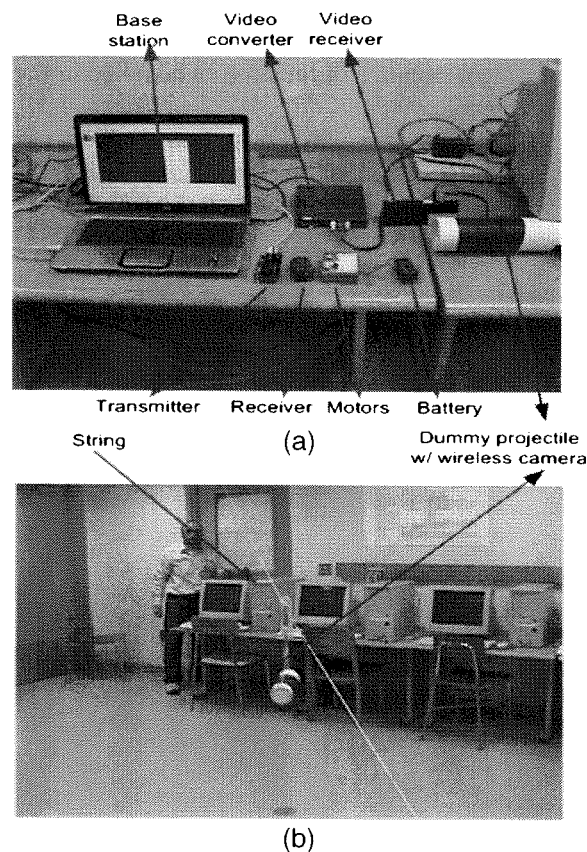 Base station
Video converter
Video receiver
Transmitter
Receiver
Motors
Battery
(a)
String
Dummy projectile
w/ wireless camera
(b)